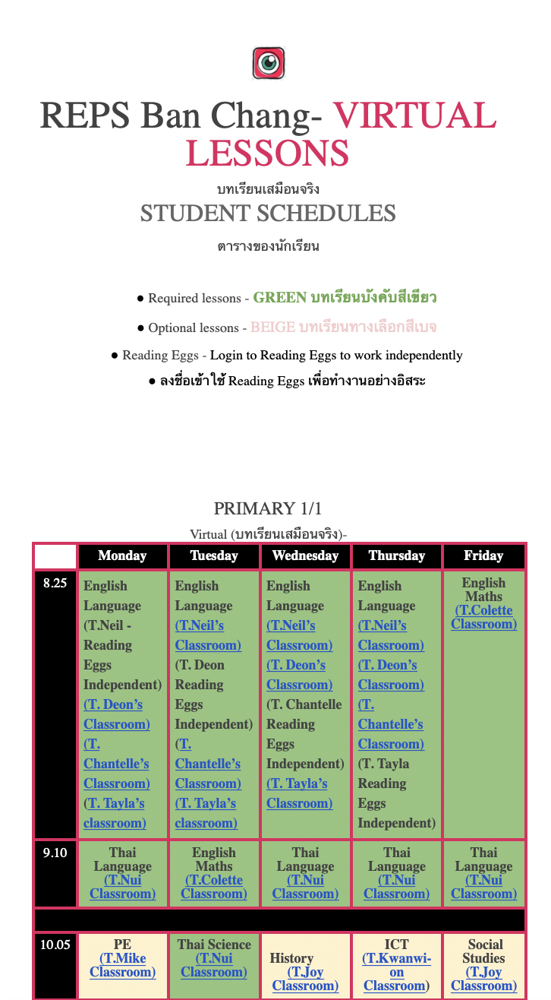 REPS Ban Chang- VIRTUAL
LESSONS
บทเรียนเสมือนจริง
STUDENT SCHEDULES
ตารางของนักเรียน
● Required lessons - GREEN บทเรียนบังคับสีเขียว
● Optional lessons - BEIGE บทเรียนทางเลือกสีเบจ
● Reading Eggs - Login to Reading Eggs to work independently
● ลงชื่อเข้าใช้ Reading Eggs เพื่อทำงานอย่างอิสระ
PRIMARY 1/1
Virtual (บทเรียนเสมือนจริง)-
Monday Tuesday Wednesday Thursday Friday
8.25
English
Language
(T.Neil -
Reading
Eggs
Independent)
(T. Deon’s
Classroom)
(T.
Chantelle’s
Classroom)
(T. Tayla’s
classroom)
English
Language
(T.Neil’s
Classroom)
(T. Deon
Reading
Eggs
Independent)
(T.
Chantelle’s
Classroom)
(T. Tayla’s
classroom)
English
Language
(T.Neil’s
Classroom)
(T. Deon’s
Classroom)
(T. Chantelle
Reading
Eggs
Independent)
(T. Tayla’s
Classroom)
English
Language
(T.Neil’s
Classroom)
(T. Deon’s
Classroom)
(T.
Chantelle’s
Classroom)
(T. Tayla
Reading
Eggs
Independent)
English
Maths
(T.Colette
Classroom)
9.10
Thai
Language
(T.Nui
Classroom)
English
Maths
(T.Colette
Classroom)
Thai
Language
(T.Nui
Classroom)
Thai
Language
(T.Nui
Classroom)
Thai
Language
(T.Nui
Classroom)
10.05
PE
(T.Mike
Classroom)
Thai Science
(T.Nui
Classroom)
History
(T.Joy
Classroom)
ICT
(T.Kwanwi-
on
Classroom)
Social
Studies
(T.Joy
Classroom)